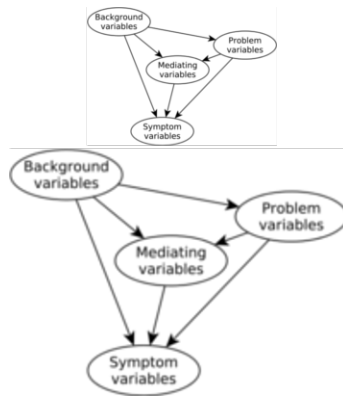 Background
variables
Problem
variables
Mediating
variables
Symptom
variables
Background
variables
Problem
variables
Mediating
variables
Symptom
variables